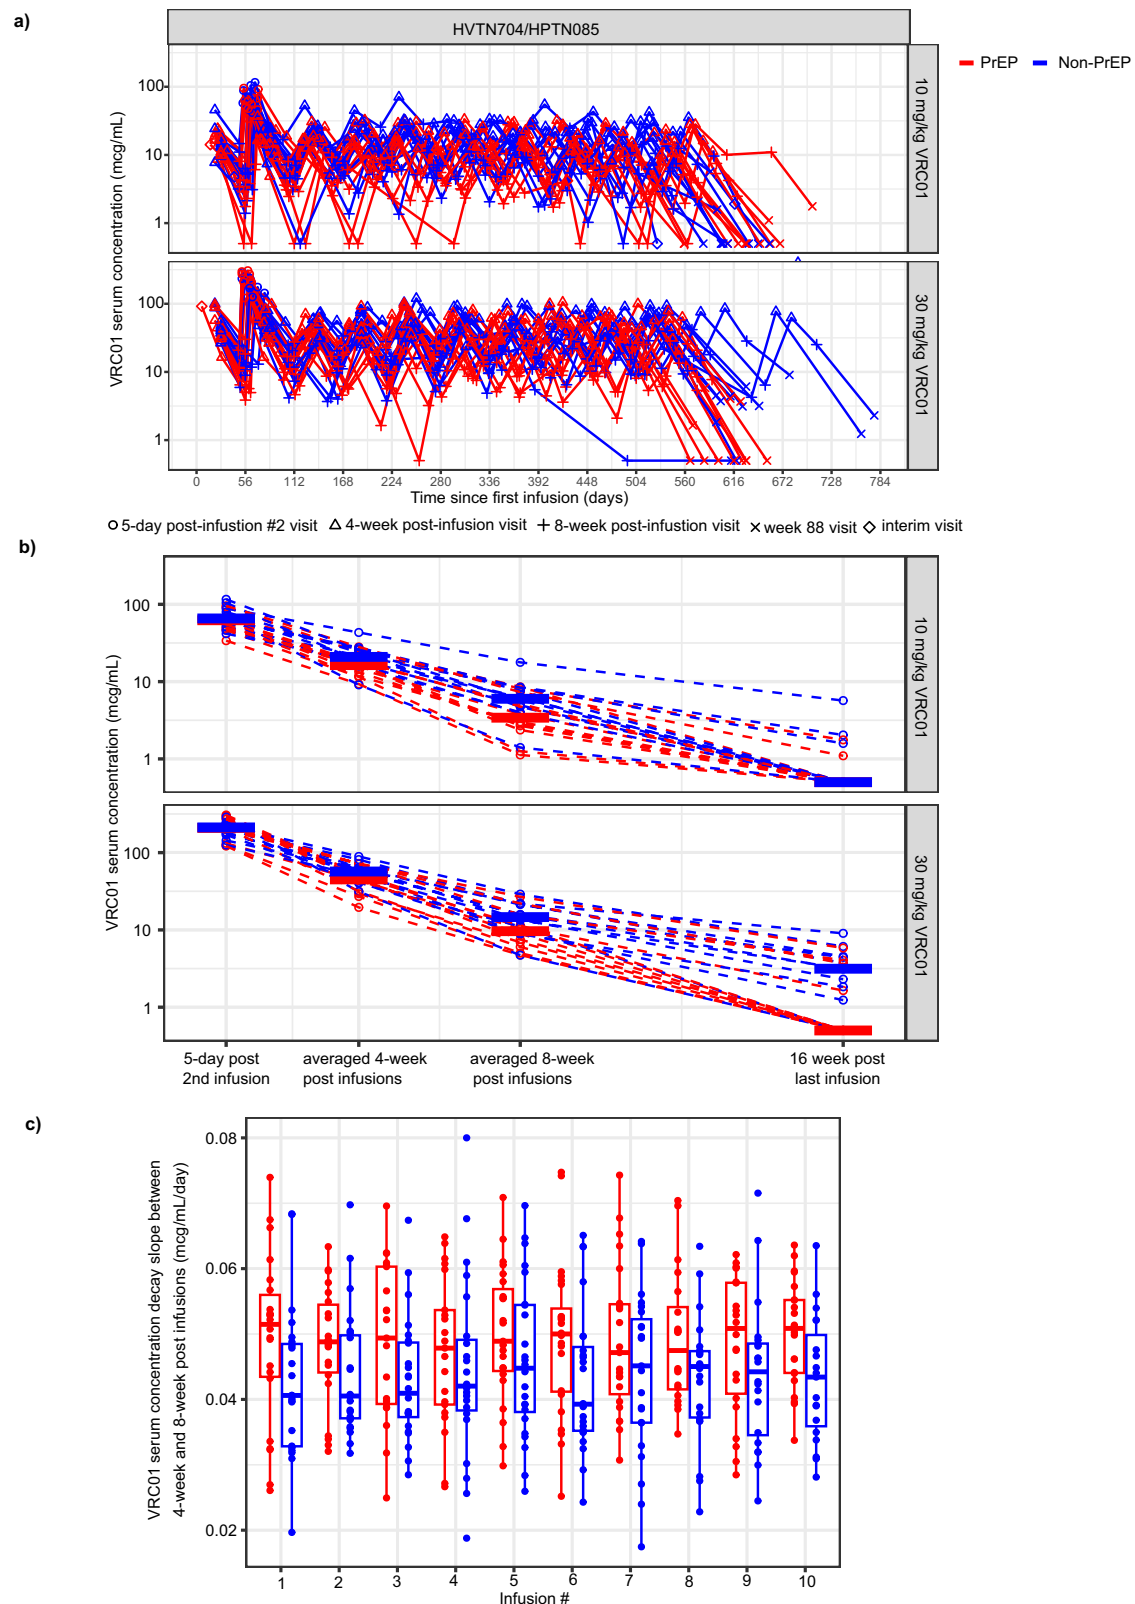 a)
HVTN704/HPTN085
PrEP Non-PrEP
VRC01 serum concentration (mcg/mL)
100
10
1
10 mg/kg VRC01
100
10
1
30 mg/kg VRC01
0 56 112 168 224 280 336 392 448 504 560 616 672 728 784
Time since first infusion (days)
5-day post-infustion #2 visit 4-week post-infusion visit 8-week post-infustion visit week 88 visit interim visit
b)
VRC01 serum concentration (mcg/mL)
100
10
1
10 mg/kg VRC01
100
10
1
30 mg/kg VRC01
5-day post
2nd infusion
averaged 4-week
post infusions
averaged 8-week
post infusions
16 week post
last infusion
c)
VRC01 serum concentration decay slope between
4-week and 8-week post infusions (mcg/mL/day)
0.08
0.06
0.04
0.02
1 2 3 4 5 6 7 8 9 10
Infusion #